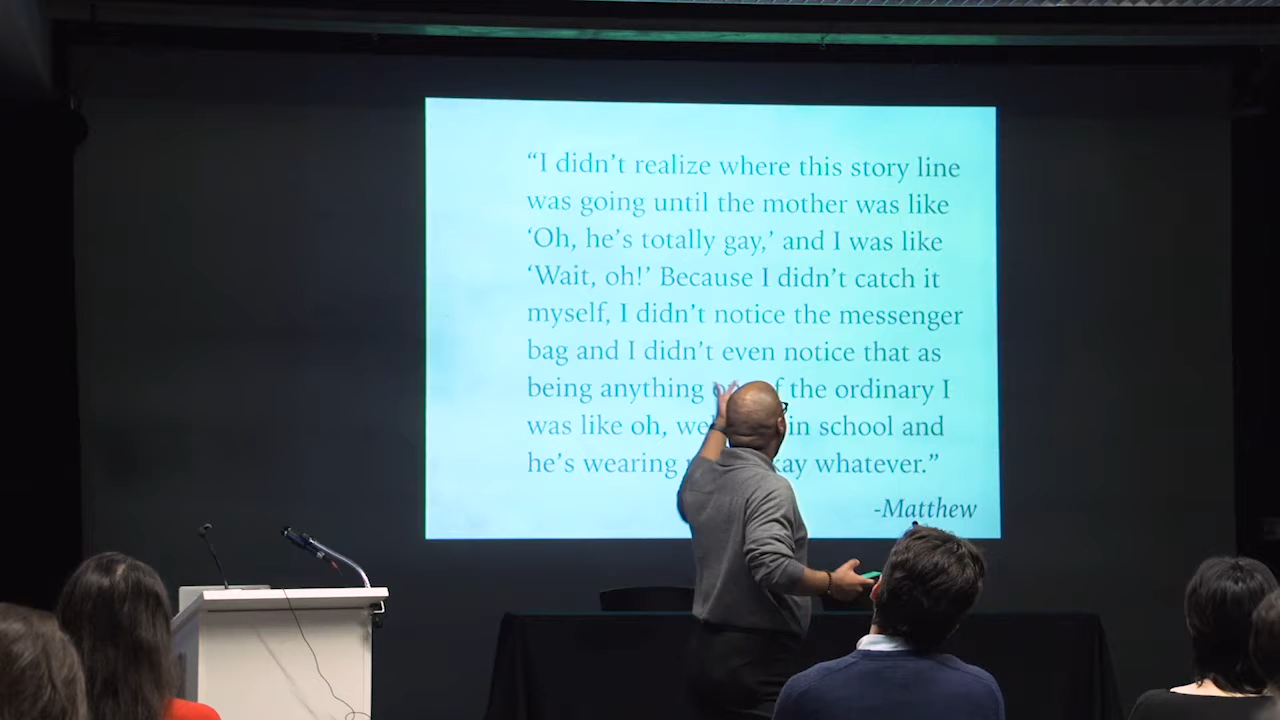 “I didn’t realize where this story line
was going until the mother was like
‘Oh, he’s totally gay,’ and I was like
‘Wait, oh!’ Because I didn’t catch it
myself, I didn’t notice the messenger
bag and I didn’t even notice that as
being anything of the ordinary I
was like oh, in school and
he’s wearing whatever.”
-Matthew